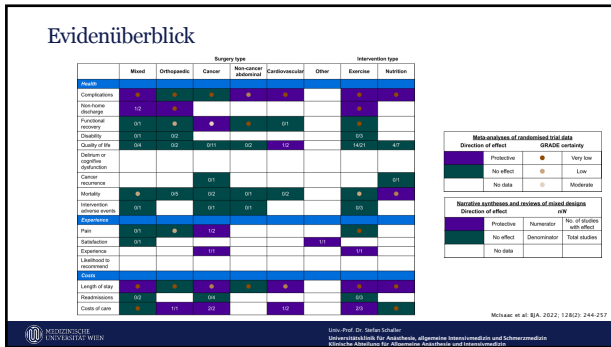 Evidenüberblick
Surgery type Intervention type
Mixed Orthopaedic Cancer Non-cancer abdominal Cardiovascular Other Exercise Nutrition
Health
Complications
Non-home discharge 1/2
Functional recovery 0/1 0/1
Disability 0/1 0/2 0/3
Quality of life 0/4 0/2 0/11 0/2 1/2 14/21 4/7
Delirium or cognitive dysfunction
Cancer recurrence 0/1 0/1
Mortality 0/5 0/2 0/1 0/2
Intervention adverse events 0/1 0/1 0/1 0/3
Experience
Pain 0/1 1/2
Satisfaction 0/1 1/1
Experience 1/1 1/1
Likelihood to recommend
Costs
Length of stay
Readmissions 0/2 0/4 0/3
Costs of care 1/1 2/2 1/2 2/3
Meta-analyses of randomised trial data
Direction of effect GRADE certainty
Protective Very low
No effect Low
No data Moderate
Narrative syntheses and reviews of mixed designs
Direction of effect n/N
Protective Numerator No. of studies with effect
No effect Denominator Total studies
No data
McIsaac et al: BJA. 2022; 128(2): 244-257
MEDIZINISCHE
UNIVERSITÄT WIEN
Univ.-Prof. Dr. Stefan Schaller
Universitätsklinik für Anästhesie, allgemeine Intensivmedizin und Schmerzmedizin
Klinische Abteilung für Allgemeine Anästhesie und Intensivmedizin